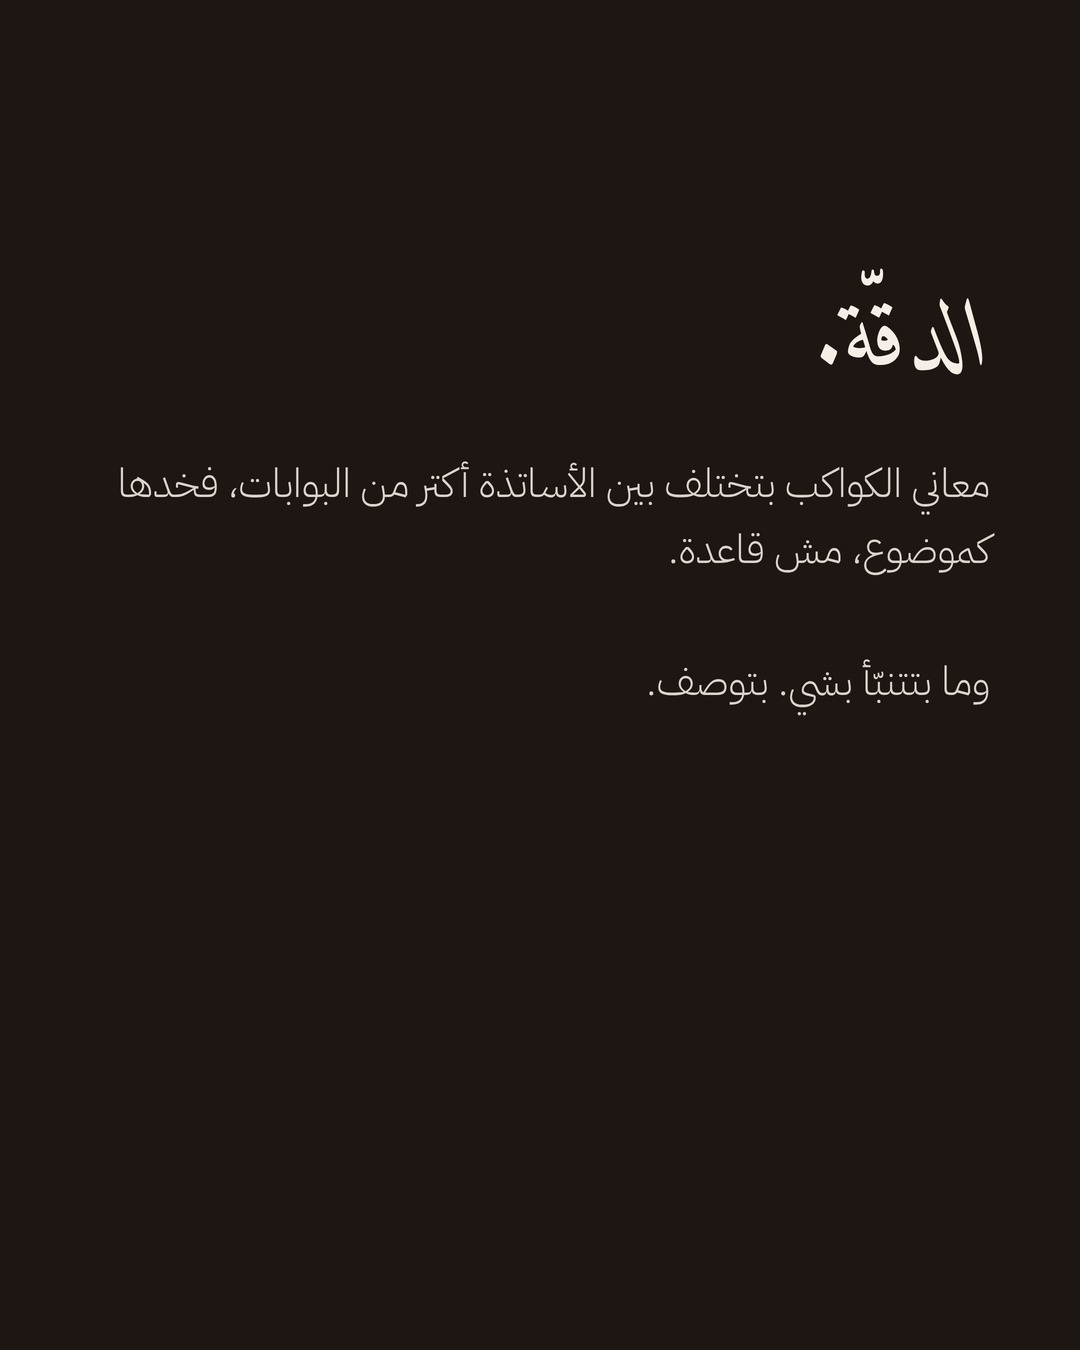 الدقّة.
معاني الكواكب بتختلف بين الأساتذة أكتر من البوابات، فخدها
كموضوع، مش قاعدة.
وما بتتنبّأ بشي. بتوصف.